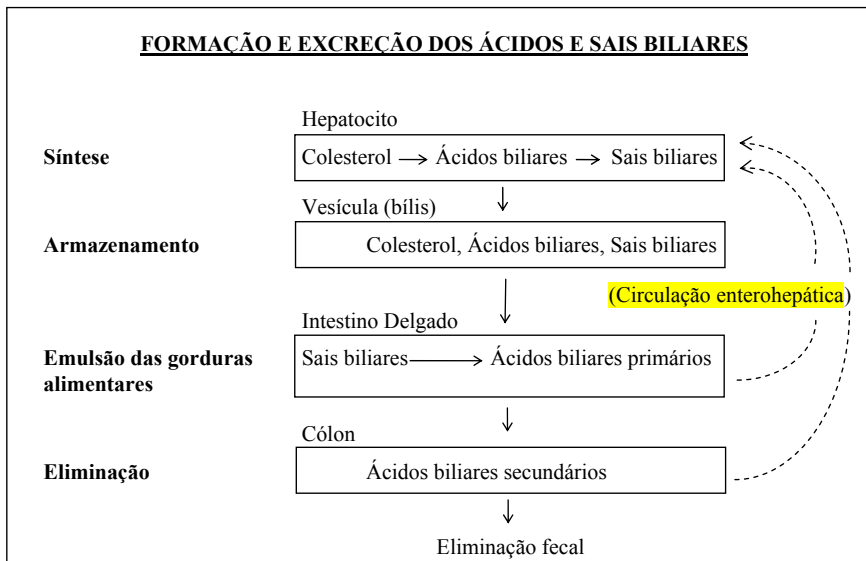 FORMAÇÃO E EXCREÇÃO DOS ÁCIDOS E SAIS BILIARES
Hepatocito
Síntese
Colesterol → Ácidos biliares → Sais biliares
Vesícula (bílis)
Armazenamento
Colesterol, Ácidos biliares, Sais biliares
(Circulação enterohepática)
Intestino Delgado
Emulsão das gorduras
alimentares
Sais biliares → Ácidos biliares primários
Cólon
Eliminação
Ácidos biliares secundários
Eliminação fecal